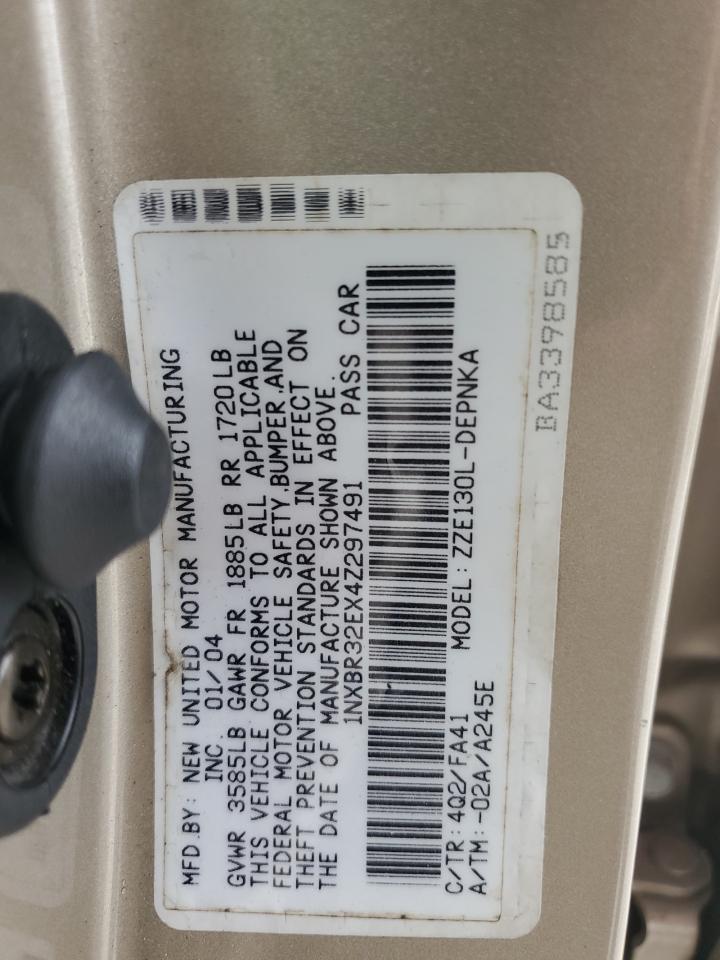 MFD.BY: NEW UNITED MOTOR MANUFACTURING
INC. 01/04
GVWR 3585LB GAWR FR 1885LB RR 1720LB
THIS VEHICLE CONFORMS TO ALL APPLICABLE
FEDERAL MOTOR VEHICLE SAFETY,BUMPER,AND
THEFT PREVENTION STANDARDS IN EFFECT ON
THE DATE OF MANUFACTURE SHOWN ABOVE.
1NXBR32EX4Z297491 PASS CAR
C/TR:4Q2/FA41 MODEL:ZZE130L-DEPNKA
A/TM:-02A/A245E
BA3398585